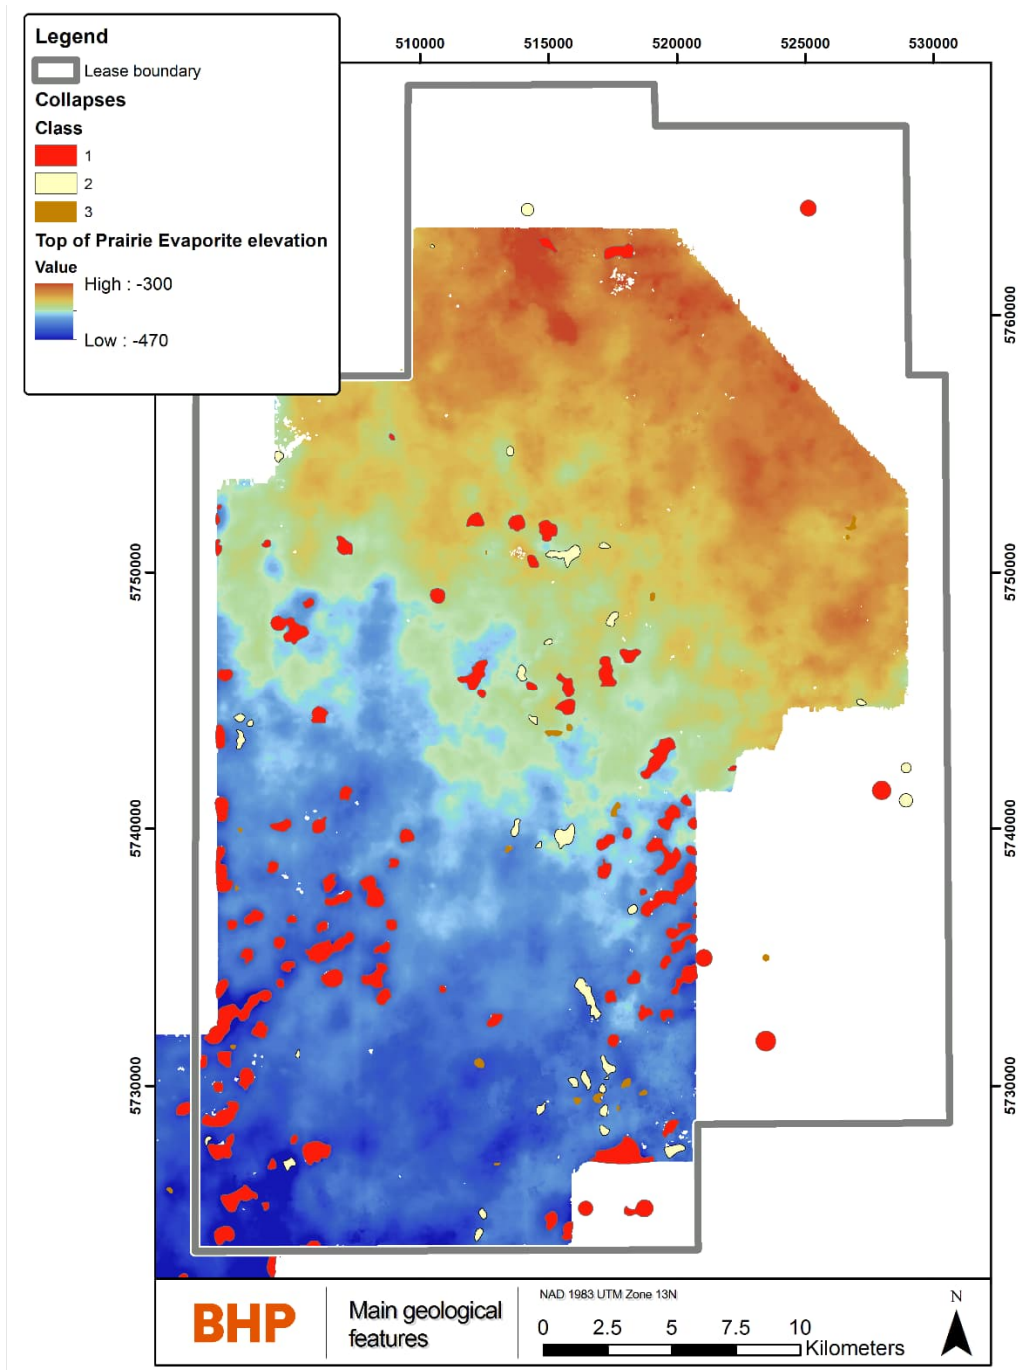 Legend
Lease boundary
Collapses
Class
1
2
3
Top of Prairie Evaporite elevation
Value
High : -300
Low : -470
510000 515000 520000 525000 530000
5760000 5760000
5750000 5750000
5740000 5740000
5730000 5730000
BHP
Main geological
features
NAD 1983 UTM Zone 13N
0 2.5 5 7.5 10
Kilometers
N